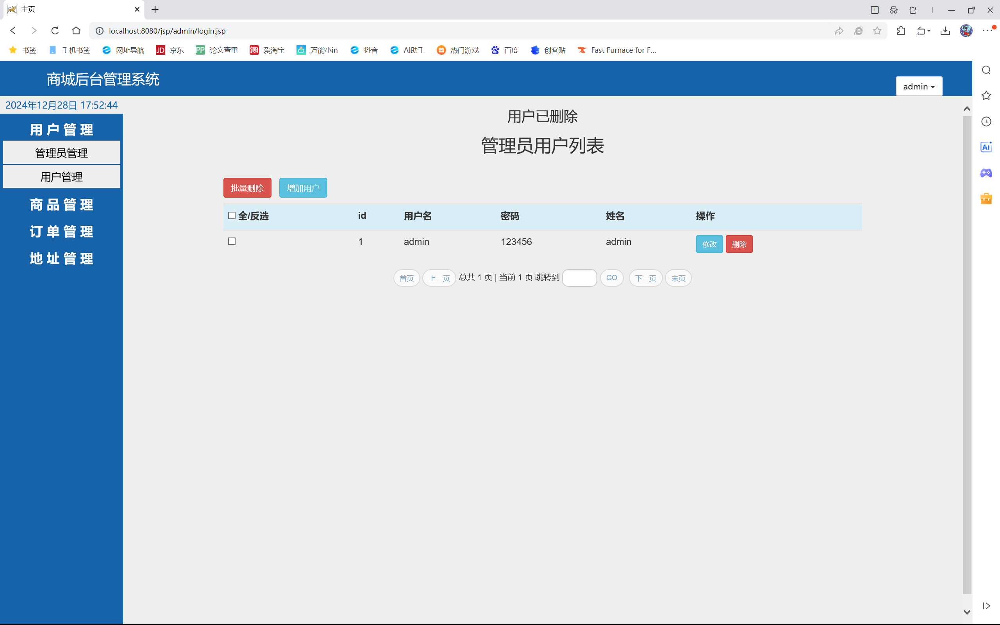 主页
localhost:8080/jsp/admin/login.jsp
书签 手机书签 网址导航 JD 京东 PP 论文查重 淘 爱淘宝 万能小in 抖音 AI助手 热门游戏 du 百度 创客贴 Fast Furnace for F...
商城后台管理系统
admin
2024年12月28日 17:52:44
用户管理
管理员管理
用户管理
商品管理
订单管理
地址管理
用户已删除
管理员用户列表
批量删除 增加用户
全/反选 id 用户名 密码 姓名 操作
1 admin 123456 admin 修改 删除
首页 上一页 总共 1 页 | 当前 1 页 跳转到 GO 下一页 末页
1
3
AI